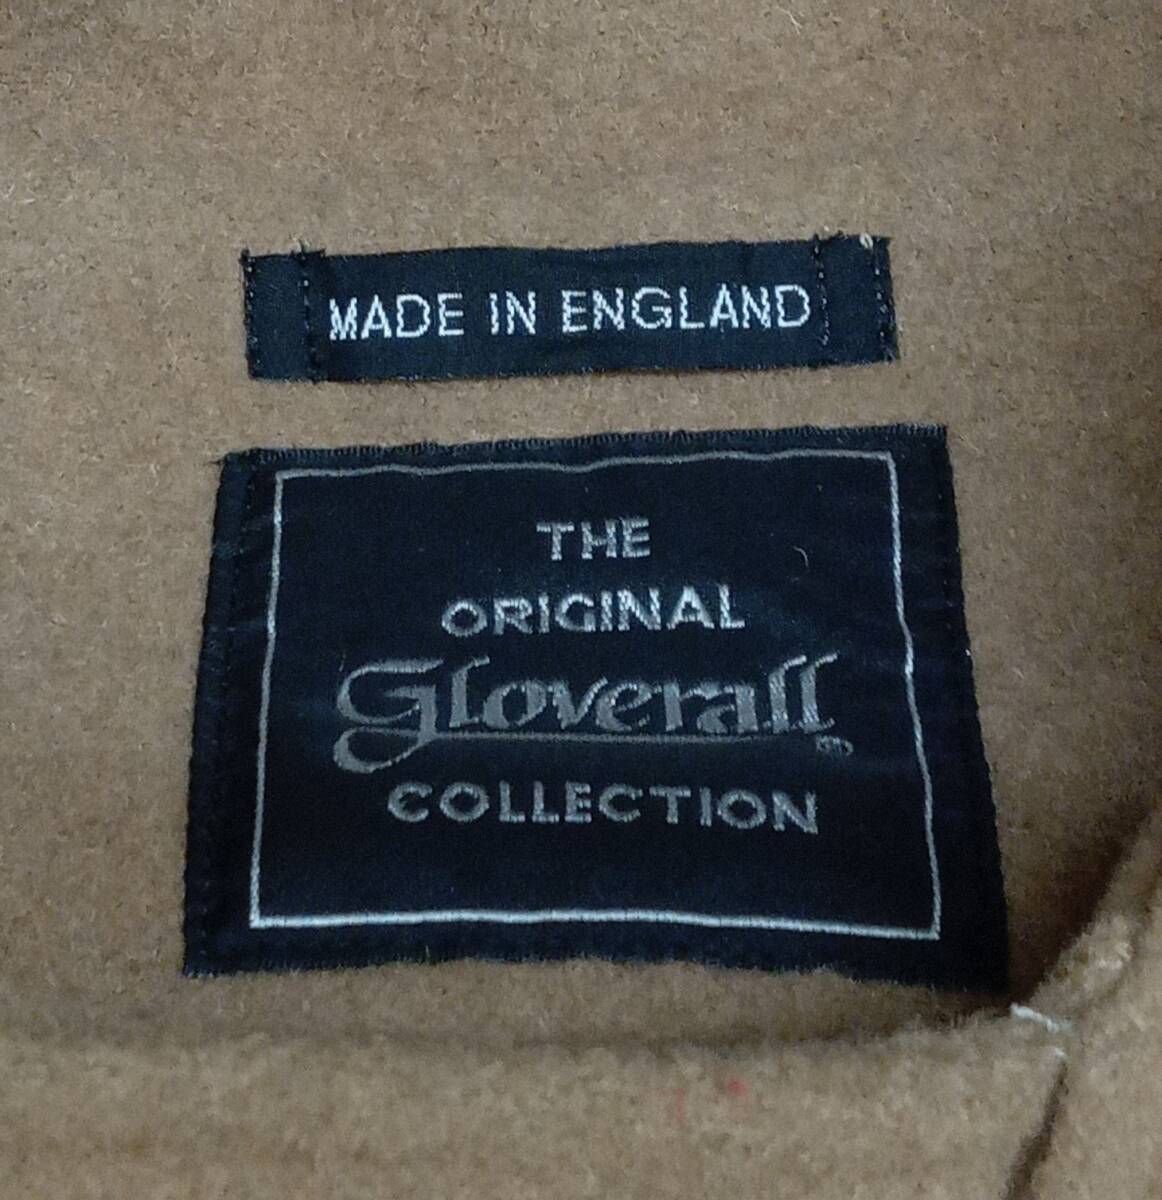 MADE IN ENGLAND
THE
ORIGINAL
Gloverall
COLLECTION